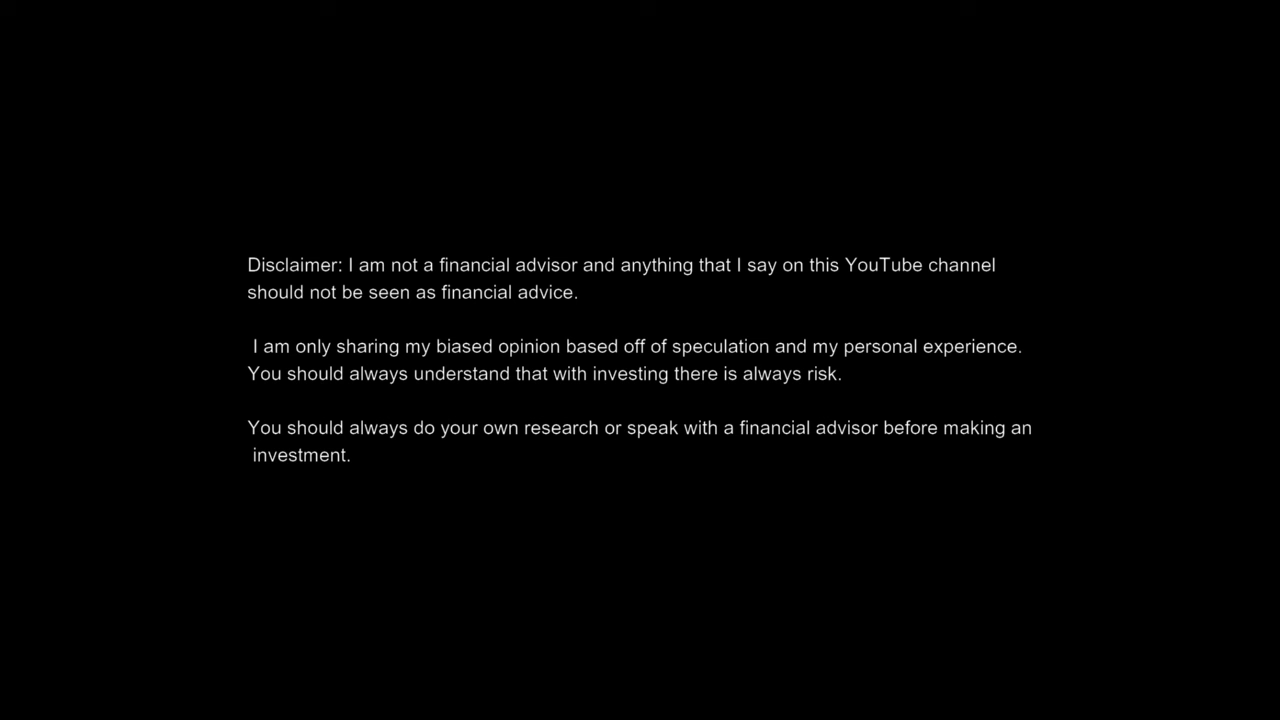 Disclaimer: I am not a financial advisor and anything that I say on this YouTube channel
should not be seen as financial advice.
I am only sharing my biased opinion based off of speculation and my personal experience.
You should always understand that with investing there is always risk.
You should always do your own research or speak with a financial advisor before making an
investment.